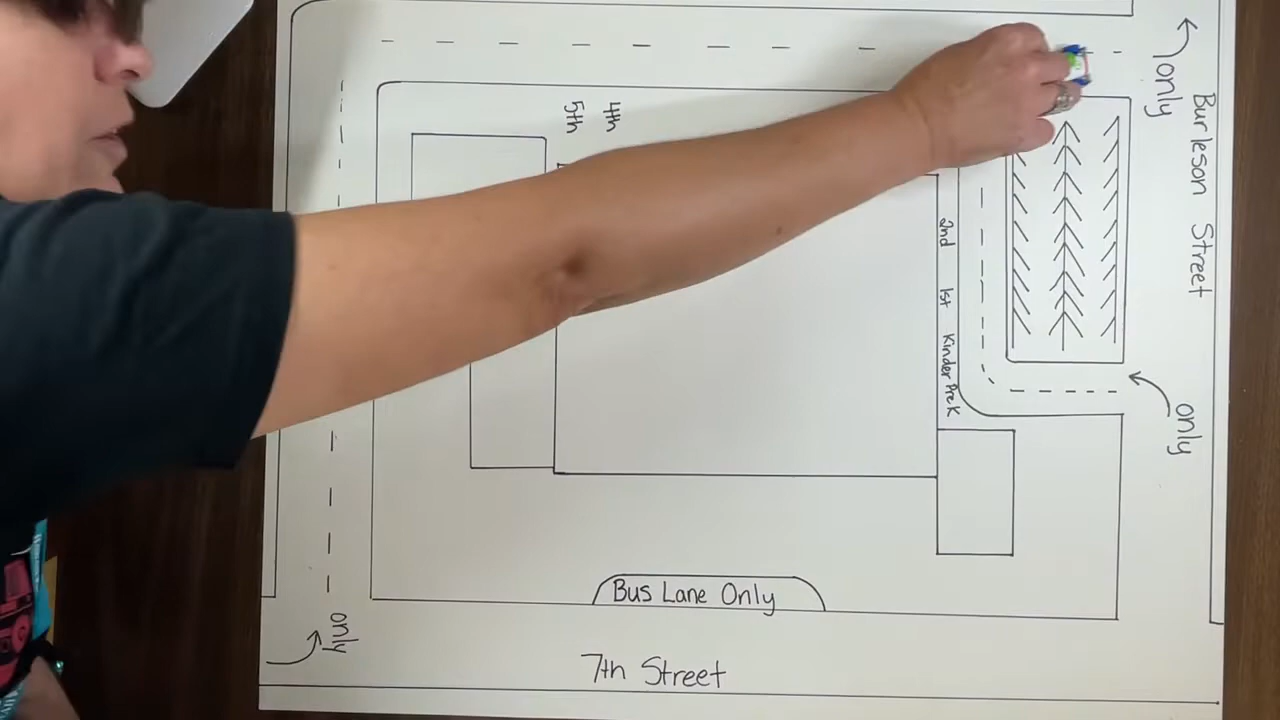 only
Burleson Street
4th
5th
2nd 1st Kinder PreK
only
Bus Lane Only
only
7th Street